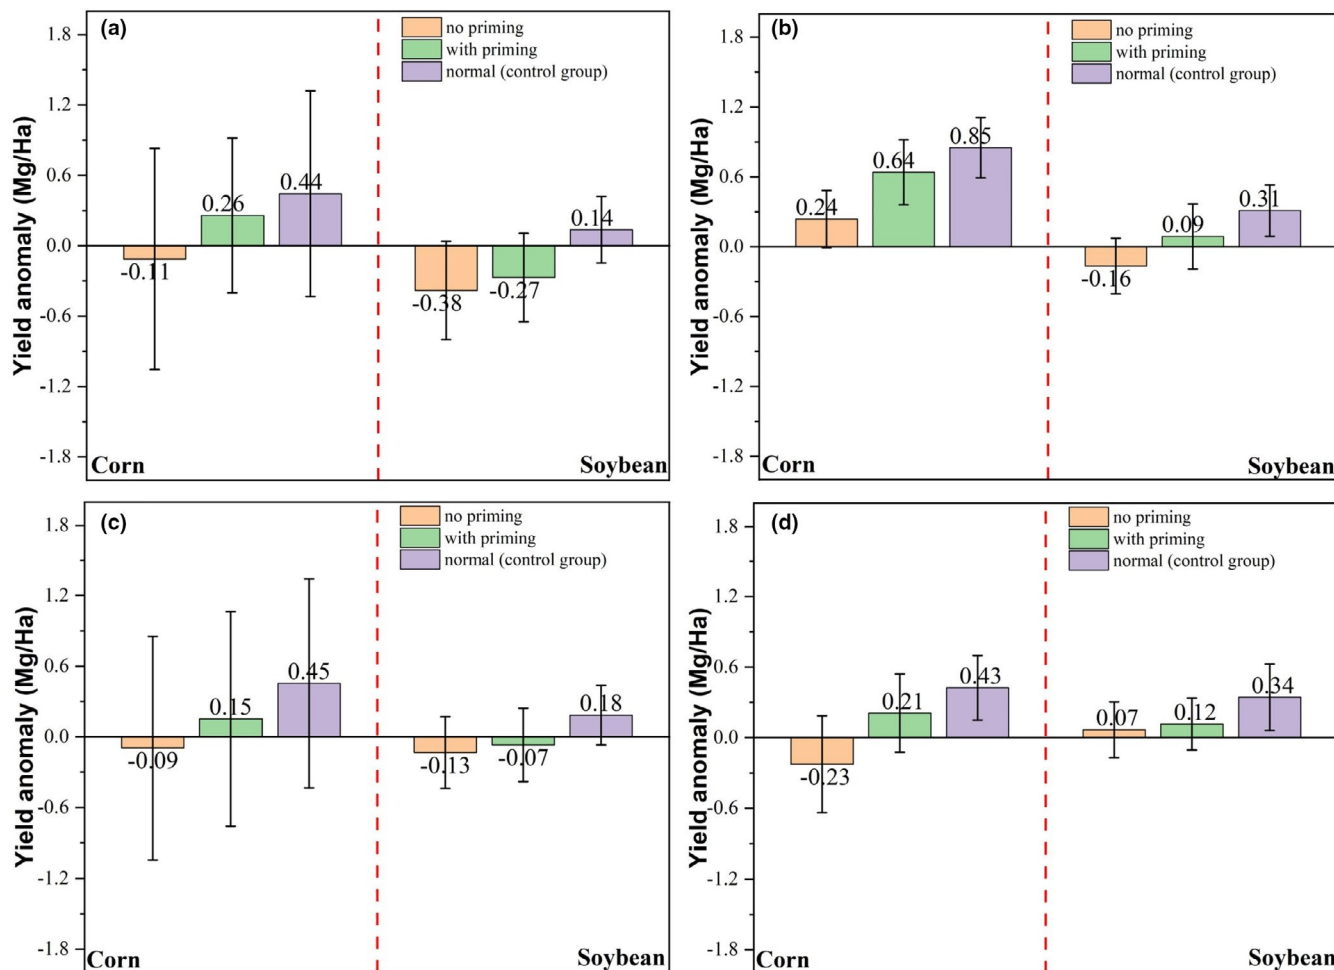 (a)
no priming
with priming
normal (control group)
Yield anomaly (Mg/Ha)
1.8
1.2
0.6
0.0
-0.6
-1.2
-1.8
-0.11
0.26
0.44
-0.38
-0.27
0.14
Corn
Soybean
(b)
no priming
with priming
normal (control group)
Yield anomaly (Mg/Ha)
1.8
1.2
0.6
0.0
-0.6
-1.2
-1.8
0.24
0.64
0.85
-0.16
0.09
0.31
Corn
Soybean
(c)
no priming
with priming
normal (control group)
Yield anomaly (Mg/Ha)
1.8
1.2
0.6
0.0
-0.6
-1.2
-1.8
-0.09
0.15
0.45
-0.13
-0.07
0.18
Corn
Soybean
(d)
no priming
with priming
normal (control group)
Yield anomaly (Mg/Ha)
1.8
1.2
0.6
0.0
-0.6
-1.2
-1.8
-0.23
0.21
0.43
0.07
0.12
0.34
Corn
Soybean